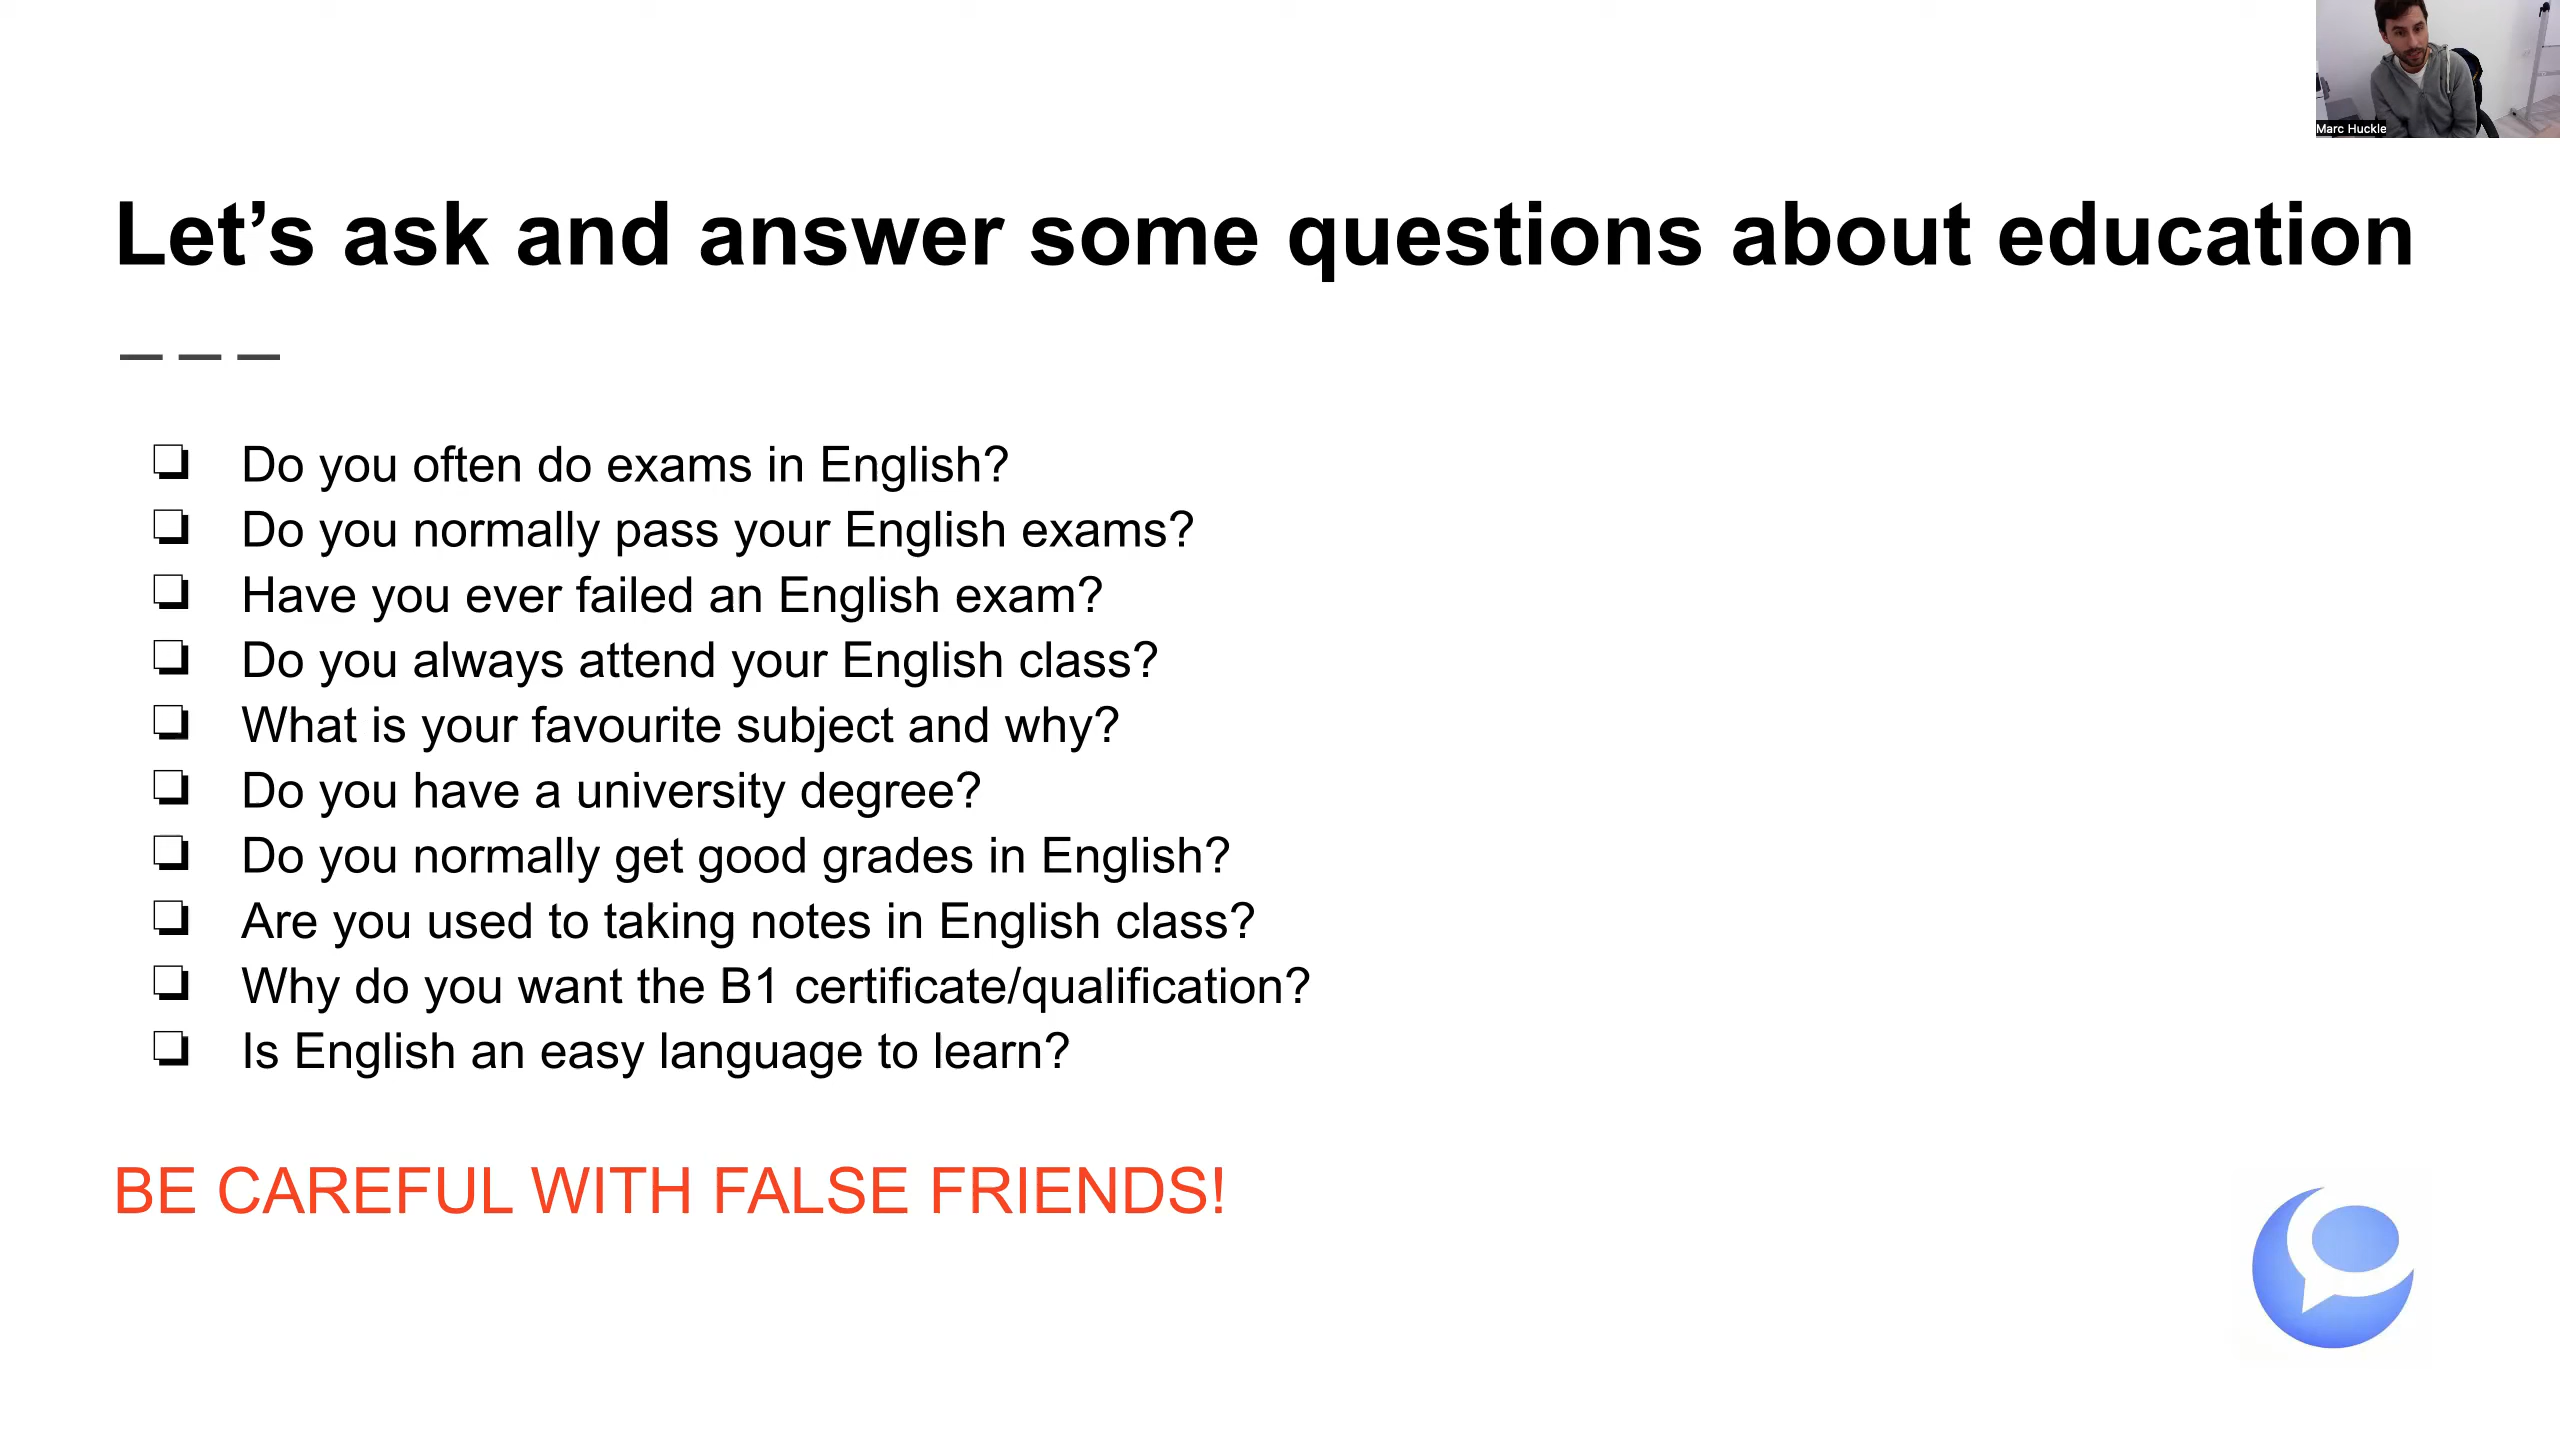 Marc Huckle
Let’s ask and answer some questions about education
Do you often do exams in English?
Do you normally pass your English exams?
Have you ever failed an English exam?
Do you always attend your English class?
What is your favourite subject and why?
Do you have a university degree?
Do you normally get good grades in English?
Are you used to taking notes in English class?
Why do you want the B1 certificate/qualification?
Is English an easy language to learn?
BE CAREFUL WITH FALSE FRIENDS!